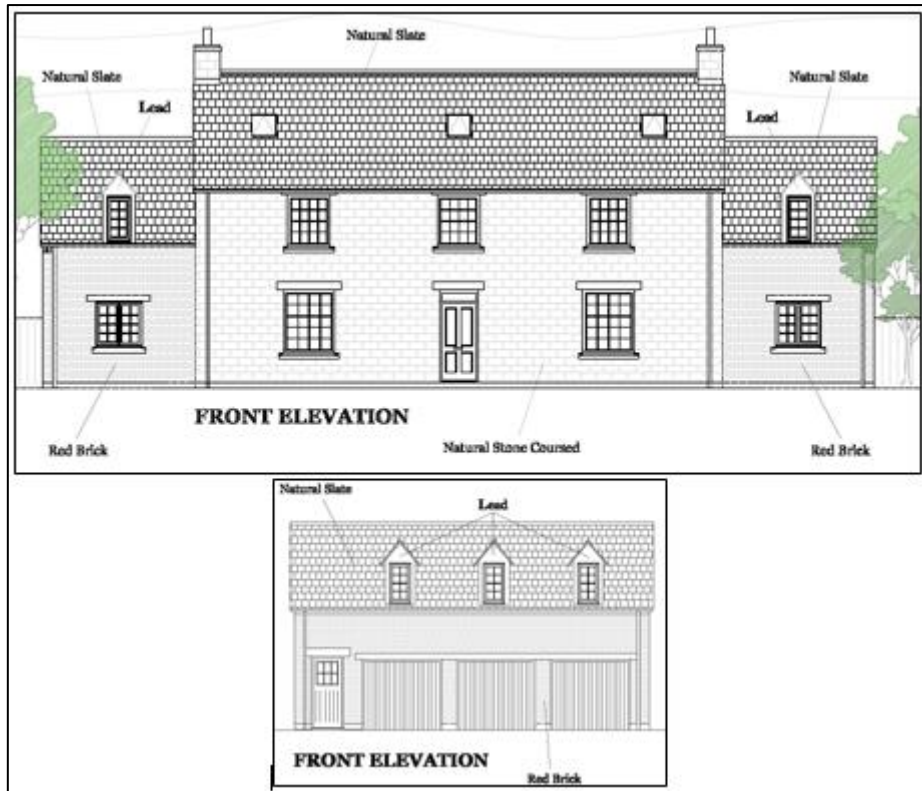 Natural Slate
Natural Slate
Natural Slate
Lead
Lead
FRONT ELEVATION
Red Brick
Natural Stone Coursed
Red Brick
Natural Slate
Lead
FRONT ELEVATION
Red Brick